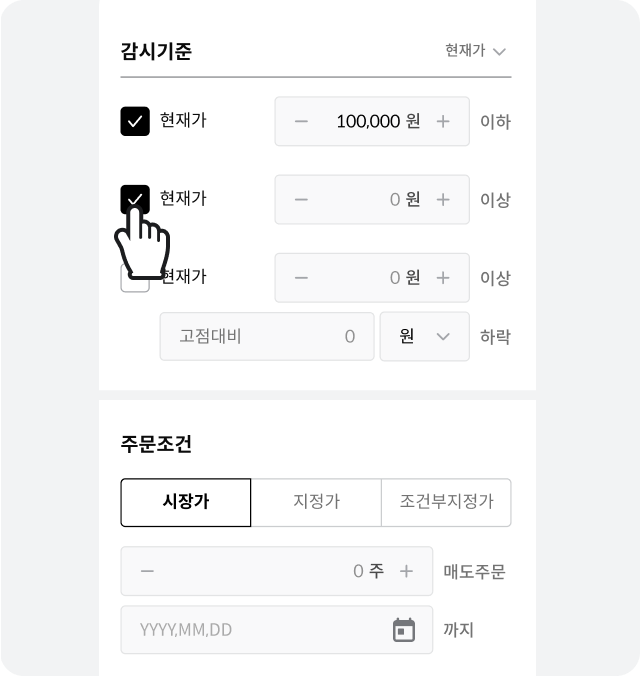 감시기준 현재가
현재가 − 100,000 원 + 이하
현재가 − 0 원 + 이상
현재가 − 0 원 + 이상
고점대비 0 원 하락
주문조건
시장가 지정가 조건부지정가
− 0 주 + 매도주문
YYYY,MM,DD 까지